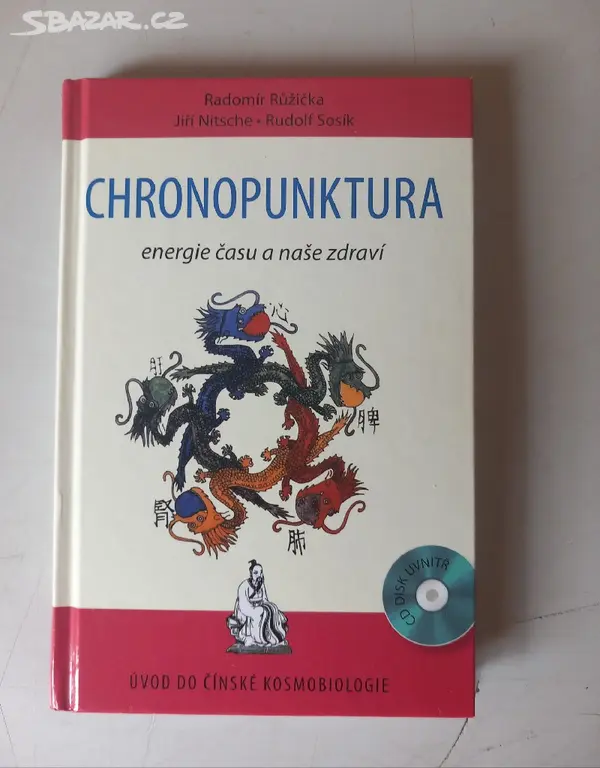 SBAZAR.CZ
Radomír Růžička
Jiří Nitsche • Rudolf Sosík
CHRONOPUNKTURA
energie času a naše zdraví
心
肝
脾
腎
肺
CD DISK UVNITŘ
ÚVOD DO ČÍNSKÉ KOSMOBIOLOGIE